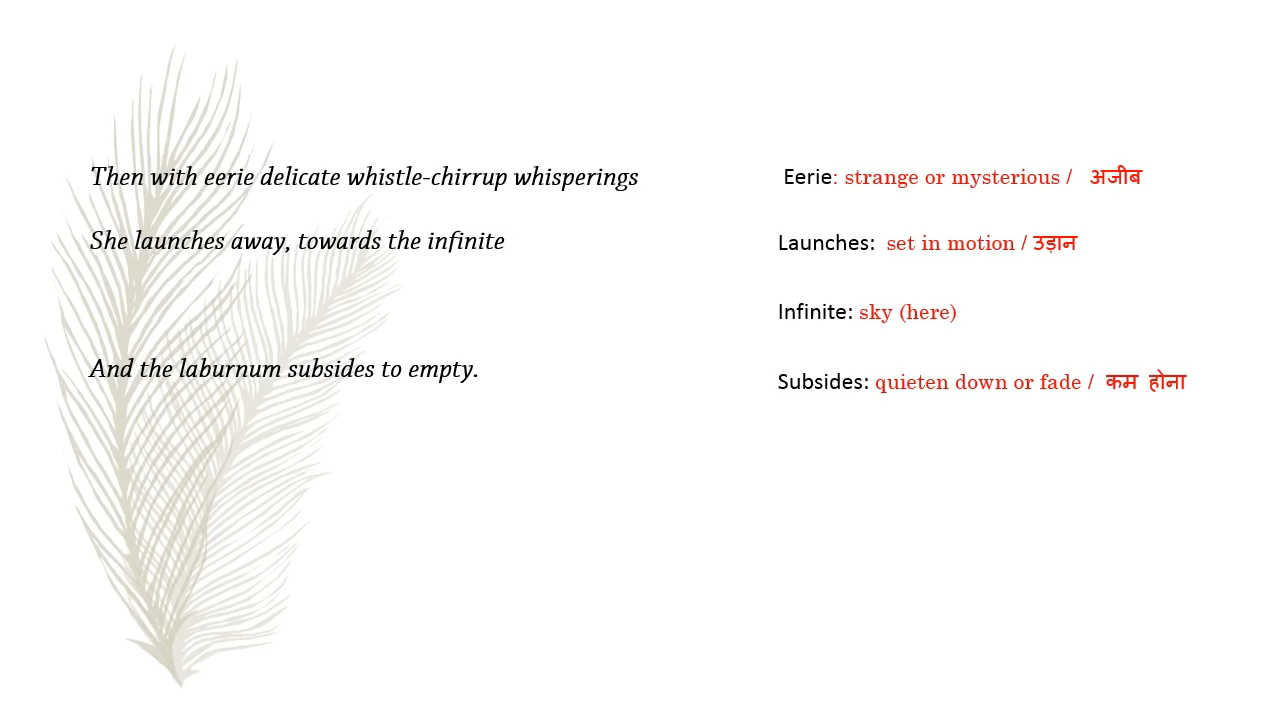 Then with eerie delicate whistle-chirrup whisperings
She launches away, towards the infinite
And the laburnum subsides to empty.
Eerie: strange or mysterious / अजीब
Launches: set in motion / उड़ान
Infinite: sky (here)
Subsides: quieten down or fade / कम होना